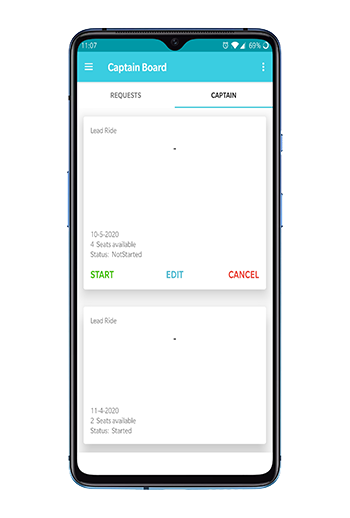 11:07 69%
Captain Board
REQUESTS CAPTAIN
Lead Ride
-
10-5-2020
4 Seats available
Status: NotStarted
START EDIT CANCEL
Lead Ride
-
11-4-2020
2 Seats available
Status: Started